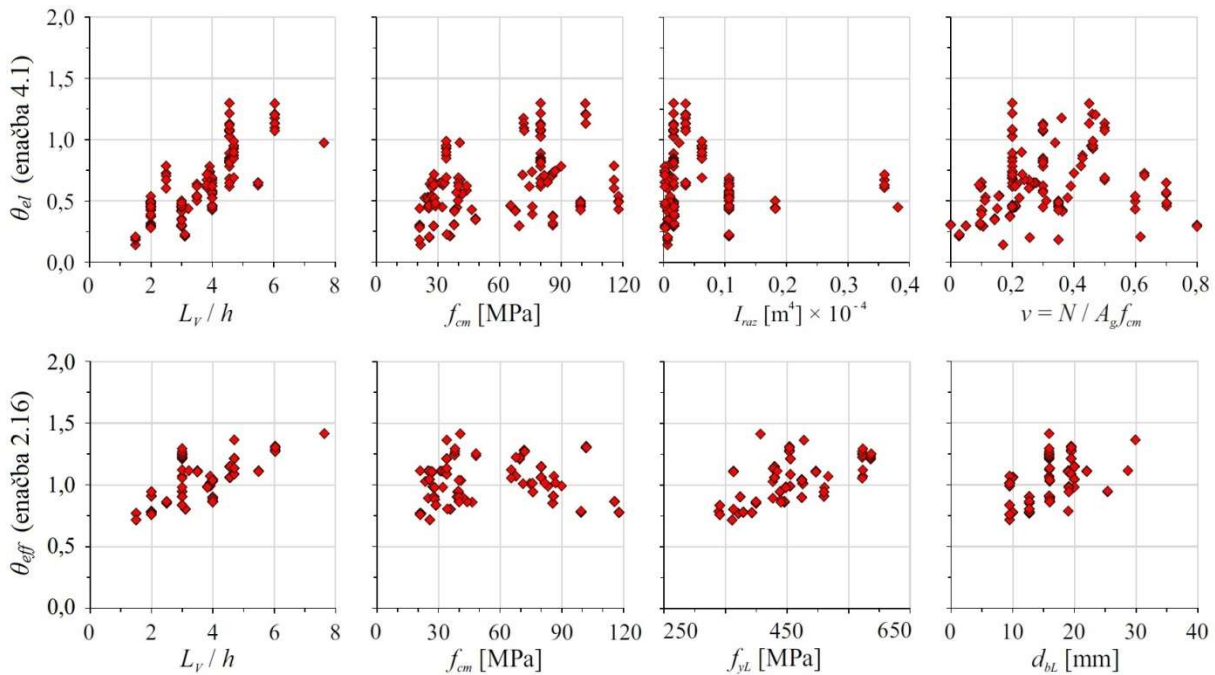 2,0
1,5
1,0
0,5
0,0
θel (enačba 4.1)
0 2 4 6 8
LV / h
0 30 60 90 120
fcm [MPa]
0 0,1 0,2 0,3 0,4
Iraz [m⁴] × 10⁻⁴
0,0 0,2 0,4 0,6 0,8
ν = N / Ag fcm
2,0
1,5
1,0
0,5
0,0
θeff (enačba 2.16)
0 2 4 6 8
LV / h
0 30 60 90 120
fcm [MPa]
250 450 650
fyL [MPa]
0 10 20 30 40
dbL [mm]